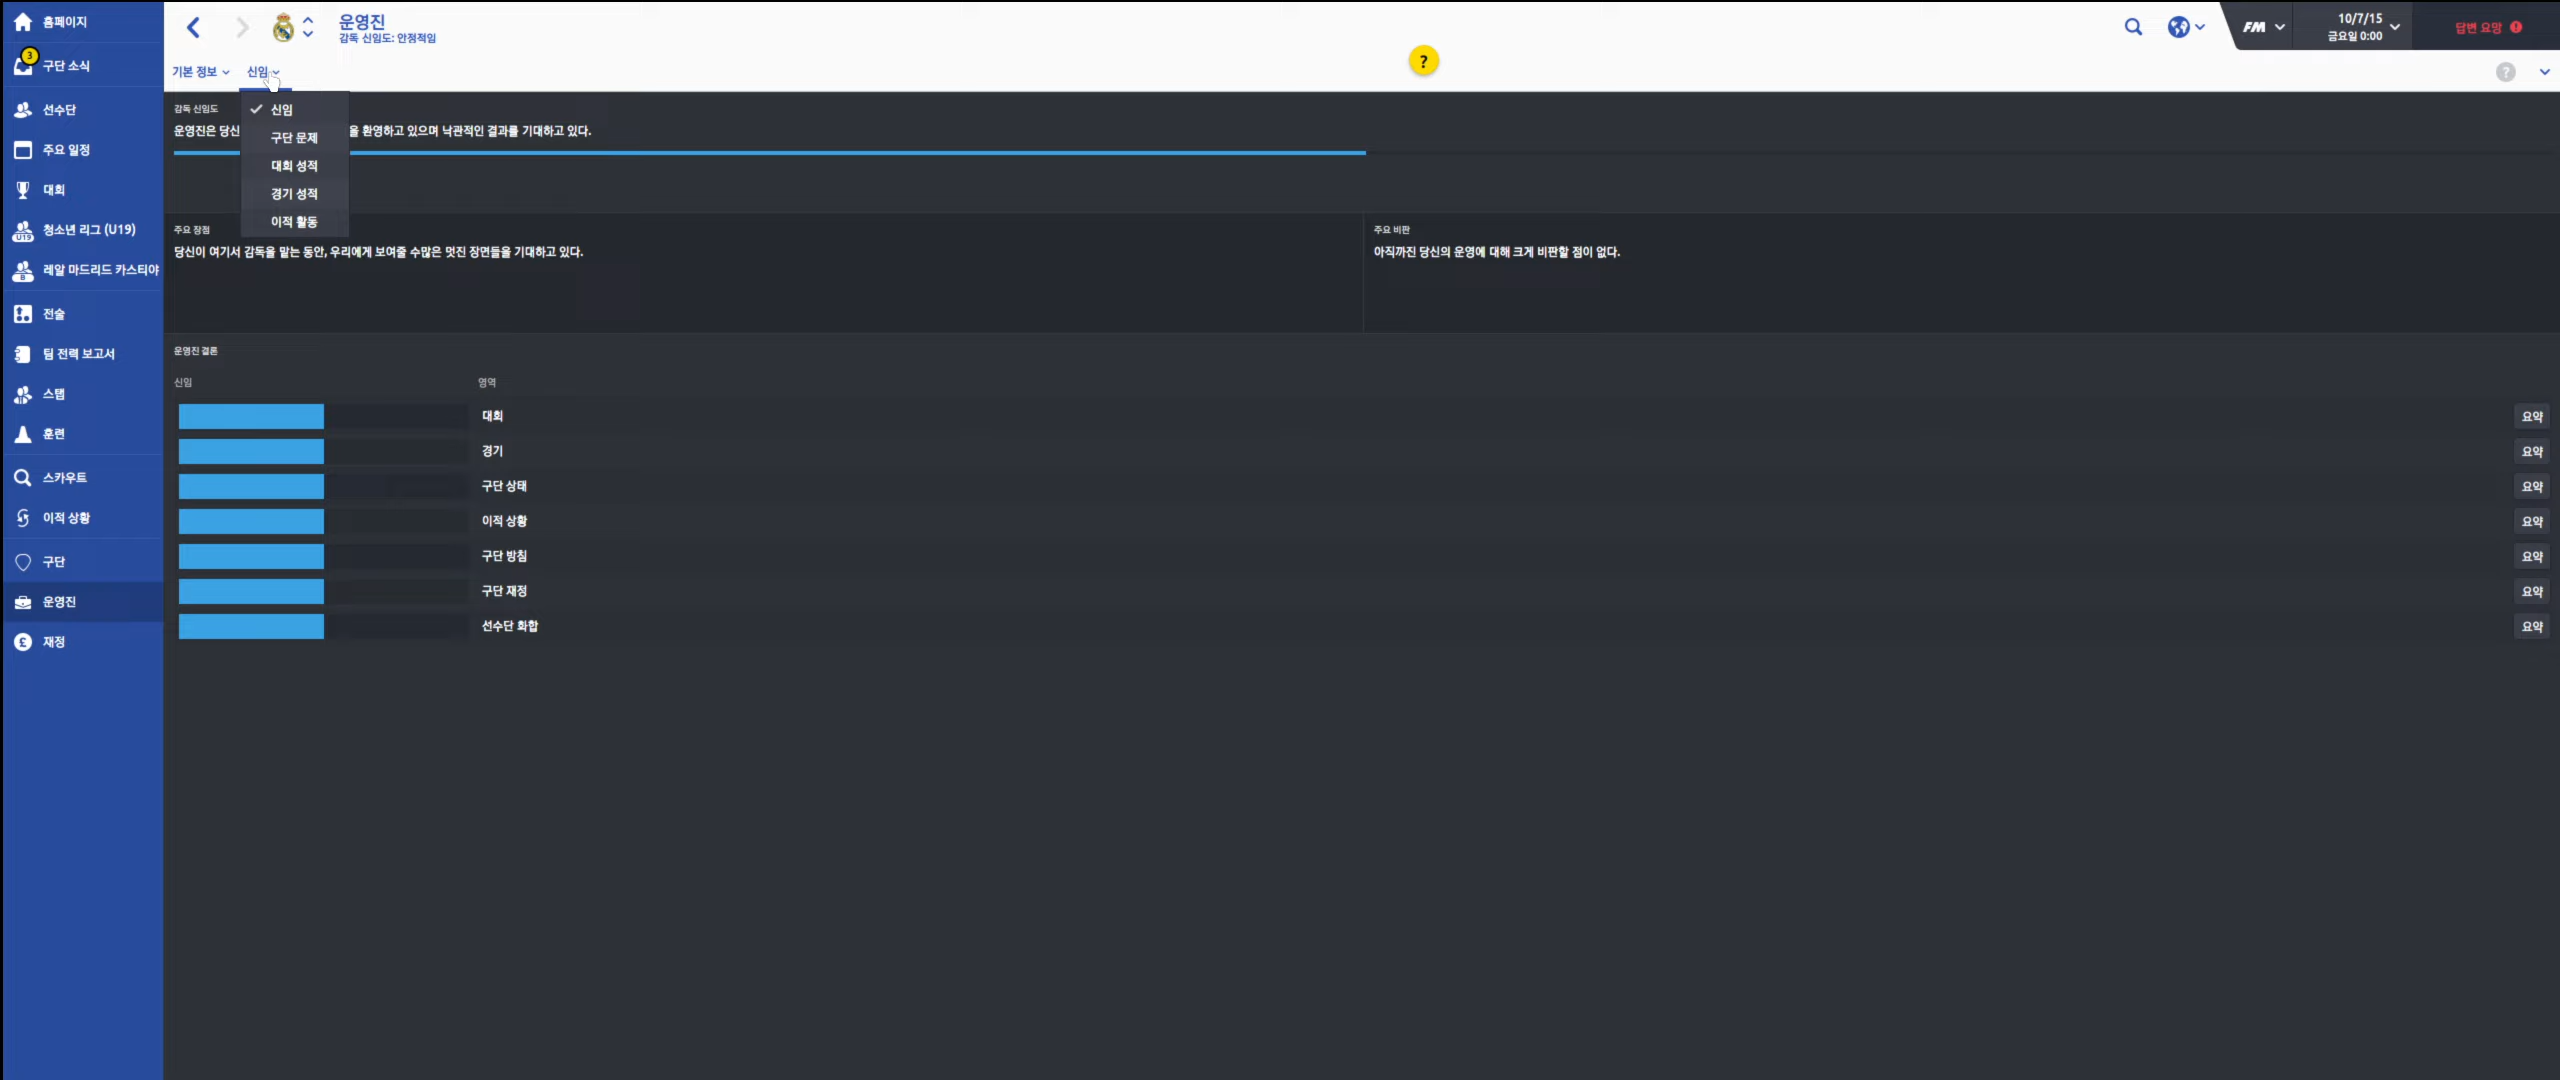 홈페이지
3
구단 소식
선수단
주요 일정
대회
U19
청소년 리그 (U19)
B
레알 마드리드 카스티야
전술
팀 전력 보고서
스탭
훈련
스카우트
이적 상황
구단
운영진
재정
운영진
감독 신임도: 안정적임
FM
10/7/15
금요일 0:00
답변 요망
기본 정보
신임
?
?
신임
구단 문제
대회 성적
경기 성적
이적 활동
감독 신임도
운영진은 당신
을 환영하고 있으며 낙관적인 결과를 기대하고 있다.
주요 장점
당신이 여기서 감독을 맡는 동안, 우리에게 보여줄 수많은 멋진 장면들을 기대하고 있다.
주요 비판
아직까진 당신의 운영에 대해 크게 비판할 점이 없다.
운영진 결론
신임
영역
대회
요약
경기
요약
구단 상태
요약
이적 상황
요약
구단 방침
요약
구단 재정
요약
선수단 화합
요약